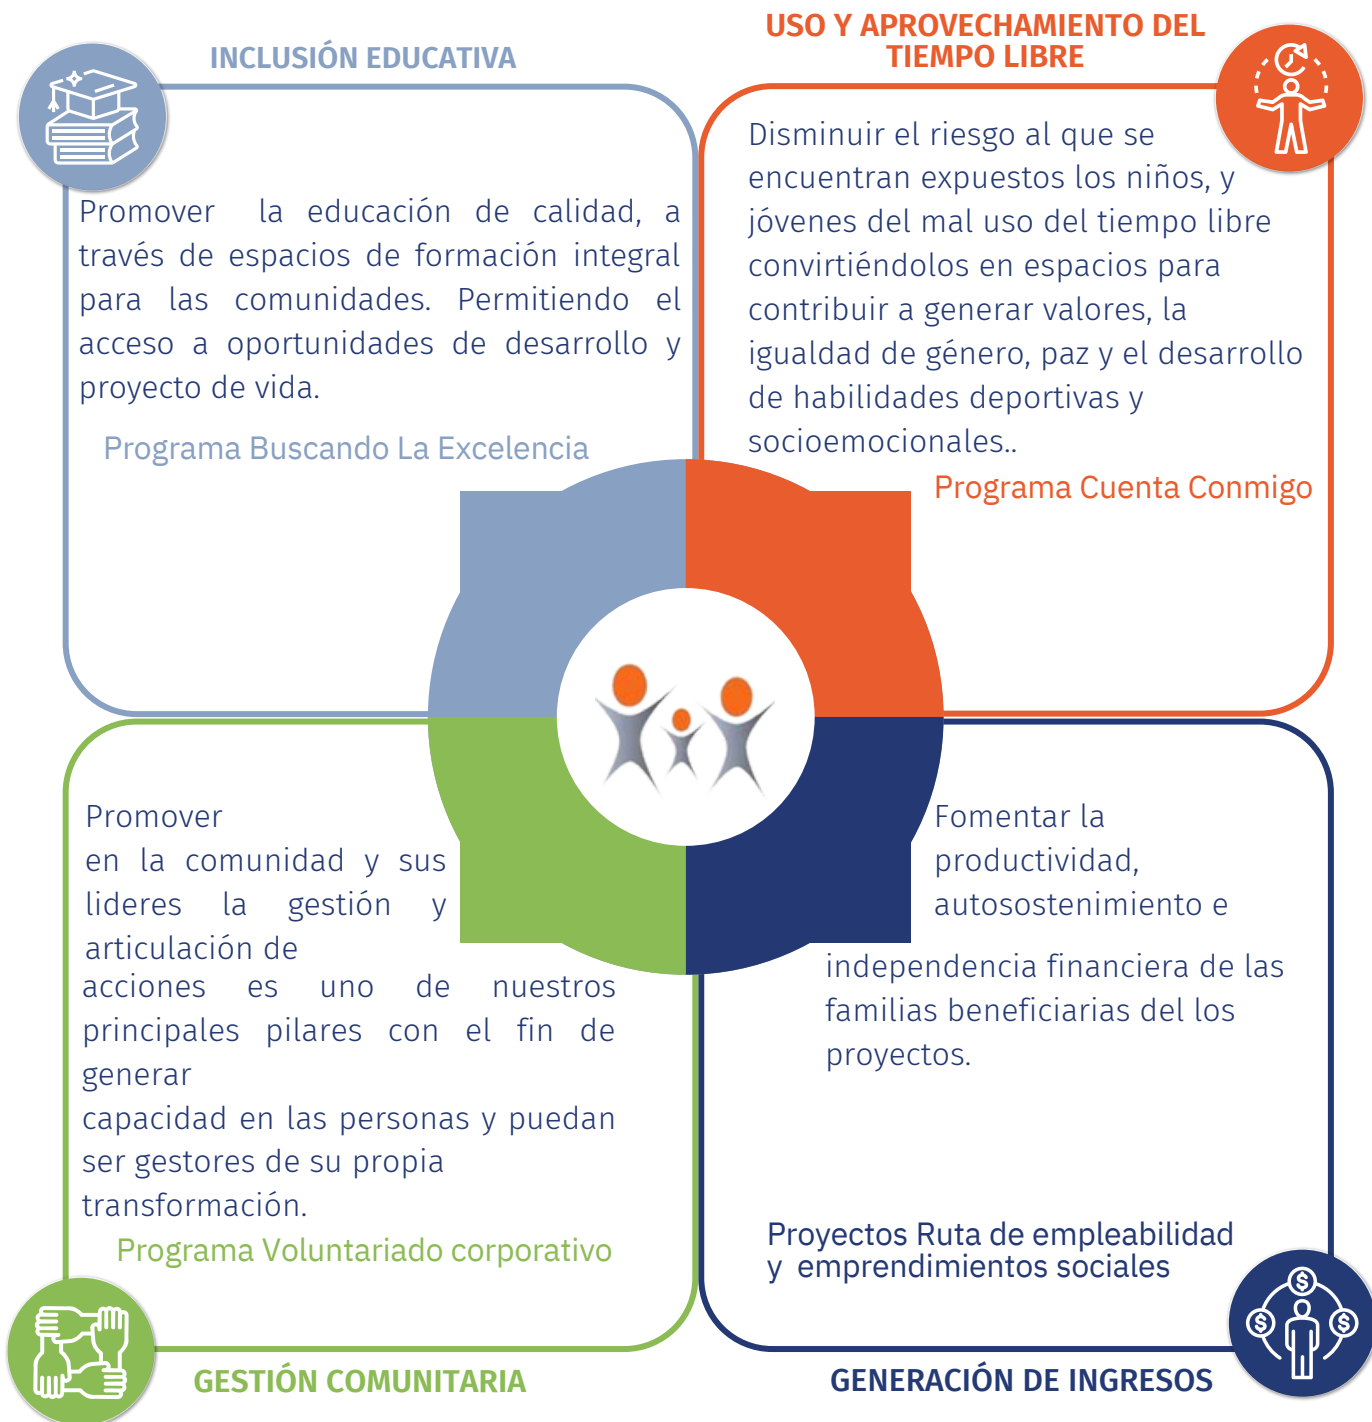 INCLUSIÓN EDUCATIVA
Promover la educación de calidad, a
través de espacios de formación integral
para las comunidades. Permitiendo el
acceso a oportunidades de desarrollo y
proyecto de vida.
Programa Buscando La Excelencia
USO Y APROVECHAMIENTO DEL
TIEMPO LIBRE
Disminuir el riesgo al que se
encuentran expuestos los niños, y
jóvenes del mal uso del tiempo libre
convirtiéndolos en espacios para
contribuir a generar valores, la
igualdad de género, paz y el desarrollo
de habilidades deportivas y
socioemocionales..
Programa Cuenta Conmigo
Promover
en la comunidad y sus
lideres la gestión y
articulación de
acciones es uno de nuestros
principales pilares con el fin de
generar
capacidad en las personas y puedan
ser gestores de su propia
transformación.
Programa Voluntariado corporativo
GESTIÓN COMUNITARIA
Fomentar la
productividad,
autosostenimiento e
independencia financiera de las
familias beneficiarias del los
proyectos.
Proyectos Ruta de empleabilidad
y emprendimientos sociales
$
$
$
GENERACIÓN DE INGRESOS